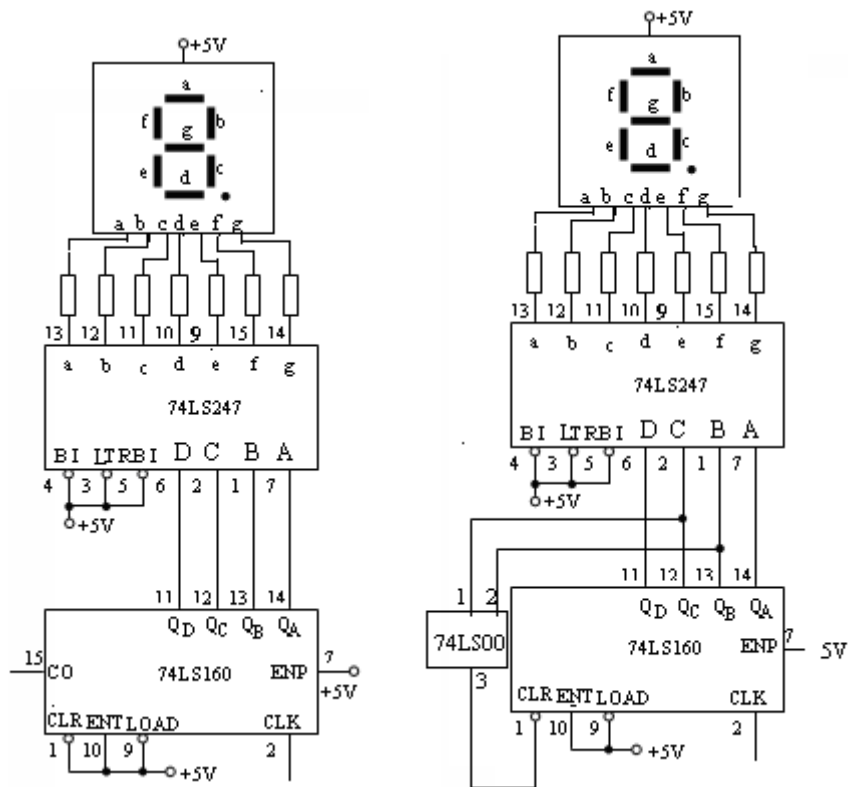 +5V
a
f g b
e d c
a b c d e f g
13 12 11 10 9 15 14
a b c d e f g
74LS247
BI LT RBI D C B A
4 3 5 6 2 1 7
+5V
11 12 13 14
QD QC QB QA
15 CO 74LS160 ENP 7
+5V
CLR ENT LOAD CLK
1 10 9 2
+5V
+5V
a
f g b
e d c
a b c d e f g
13 12 11 10 9 15 14
a b c d e f g
74LS247
BI LT RBI D C B A
4 3 5 6 2 1 7
+5V
11 12 13 14
1 2
QD QC QB QA
74LS00
ENP 7 5V
74LS160
3
CLR ENT LOAD CLK
1 10 9 2
+5V